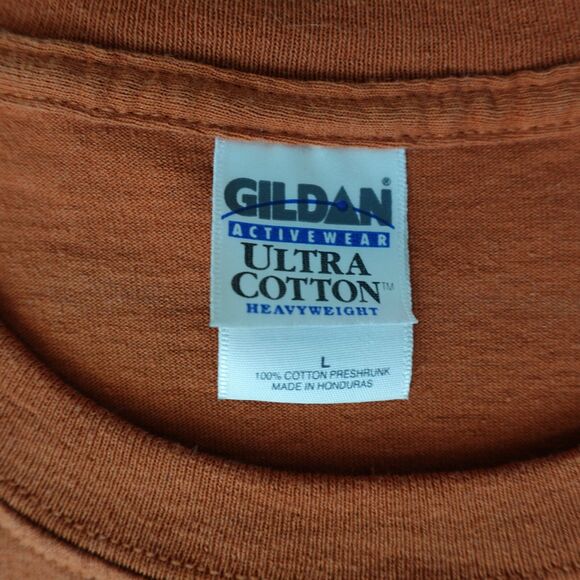 GILDAN®
ACTIVEWEAR
ULTRA
COTTON™
HEAVYWEIGHT
L
100% COTTON PRESHRUNK
MADE IN HONDURAS